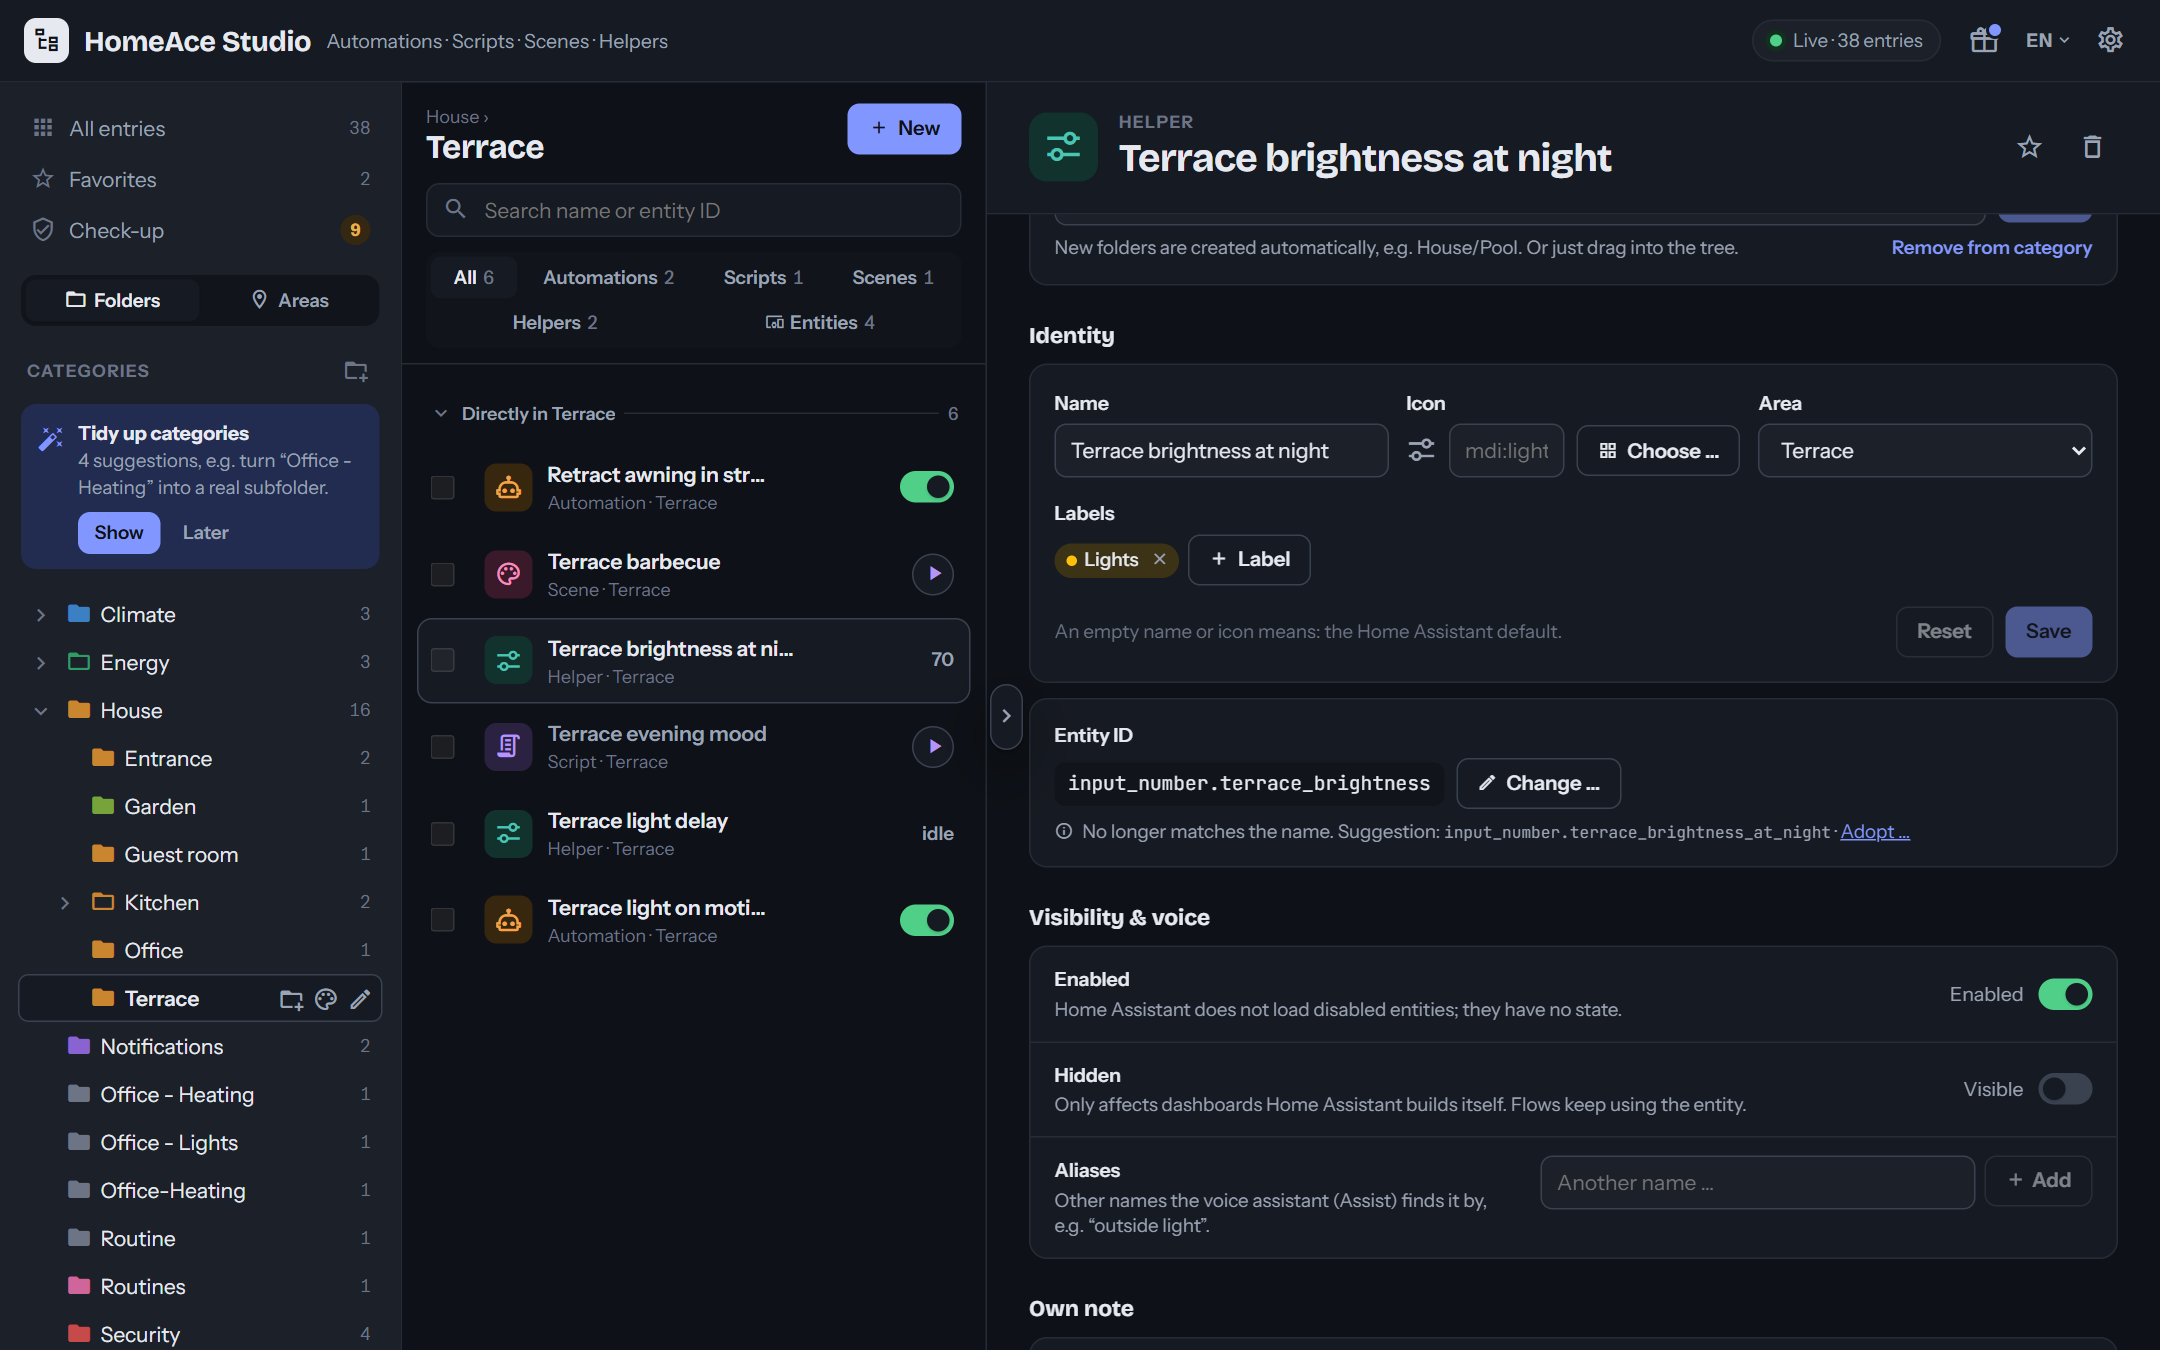 HomeAce Studio
Automations · Scripts · Scenes · Helpers
Live · 38 entries
EN
All entries 38
Favorites 2
Check-up 9
Folders
Areas
CATEGORIES
Tidy up categories
4 suggestions, e.g. turn “Office -
Heating” into a real subfolder.
Show
Later
Climate 3
Energy 3
House 16
Entrance 2
Garden 1
Guest room 1
Kitchen 2
Office 1
Terrace
Notifications 2
Office - Heating 1
Office - Lights 1
Office-Heating 1
Routine 1
Routines 1
Security 4
House ›
Terrace
+ New
Search name or entity ID
All 6
Automations 2
Scripts 1
Scenes 1
Helpers 2
Entities 4
Directly in Terrace 6
Retract awning in str...
Automation · Terrace
Terrace barbecue
Scene · Terrace
Terrace brightness at ni...
Helper · Terrace
70
Terrace evening mood
Script · Terrace
Terrace light delay
Helper · Terrace
idle
Terrace light on moti...
Automation · Terrace
HELPER
Terrace brightness at night
New folders are created automatically, e.g. House/Pool. Or just drag into the tree.
Remove from category
Identity
Name
Icon
Area
Terrace brightness at night
mdi:light
Choose ...
Terrace
Labels
Lights ×
+ Label
An empty name or icon means: the Home Assistant default.
Reset
Save
Entity ID
input_number.terrace_brightness
Change ...
No longer matches the name. Suggestion: input_number.terrace_brightness_at_night · Adopt ...
Visibility & voice
Enabled
Home Assistant does not load disabled entities; they have no state.
Enabled
Hidden
Only affects dashboards Home Assistant builds itself. Flows keep using the entity.
Visible
Aliases
Other names the voice assistant (Assist) finds it by,
e.g. “outside light”.
Another name ...
+ Add
Own note